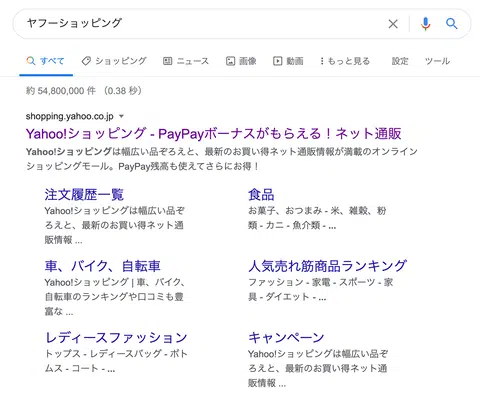 ヤフーショッピング
すべて ショッピング ニュース 画像 動画 もっと見る 設定 ツール
約 54,800,000 件 （0.38 秒）
shopping.yahoo.co.jp
Yahoo!ショッピング - PayPayボーナスがもらえる！ネット通販
Yahoo!ショッピングは幅広い品ぞろえと、最新のお買い得ネット通販情報が満載のオンライン
ショッピングモール。PayPay残高も使えてさらにお得！
注文履歴一覧
Yahoo!ショッピングは幅広い品ぞ
ろえと、最新のお買い得ネット通
販情報 ...
食品
お菓子、おつまみ - 米、雑穀、粉
類 - カニ - 魚介類 - ...
車、バイク、自転車
Yahoo!ショッピング | 車、バイク、
自転車のランキングや口コミも豊
富な ...
人気売れ筋商品ランキング
ファッション - 家電 - スポーツ - 家
具 - ダイエット - ...
レディースファッション
トップス - レディースバッグ - ボト
ムス - コート - ...
キャンペーン
Yahoo!ショッピングは幅広い品ぞ
ろえと、最新のお買い得ネット通
販情報 ...